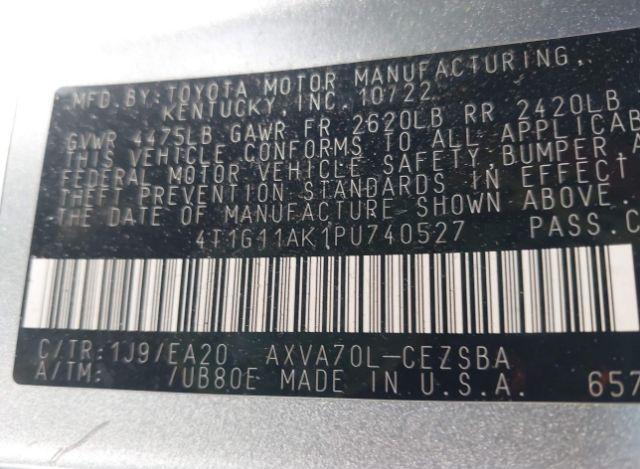 MFD. BY: TOYOTA MOTOR MANUFACTURING,
KENTUCKY, INC. 10/22
GVWR 4475LB GAWR FR 2620LB RR 2420LB
THIS VEHICLE CONFORMS TO ALL APPLICAB
FEDERAL MOTOR VEHICLE SAFETY, BUMPER A
THEFT PREVENTION STANDARDS IN EFFECT
THE DATE OF MANUFACTURE SHOWN ABOVE.
4T1G11AK1PU740527 PASS. C
C/TR: 1J9/EA20 AXVA70L-CEZSBA
A/TM: /UB80E MADE IN U.S.A. 657